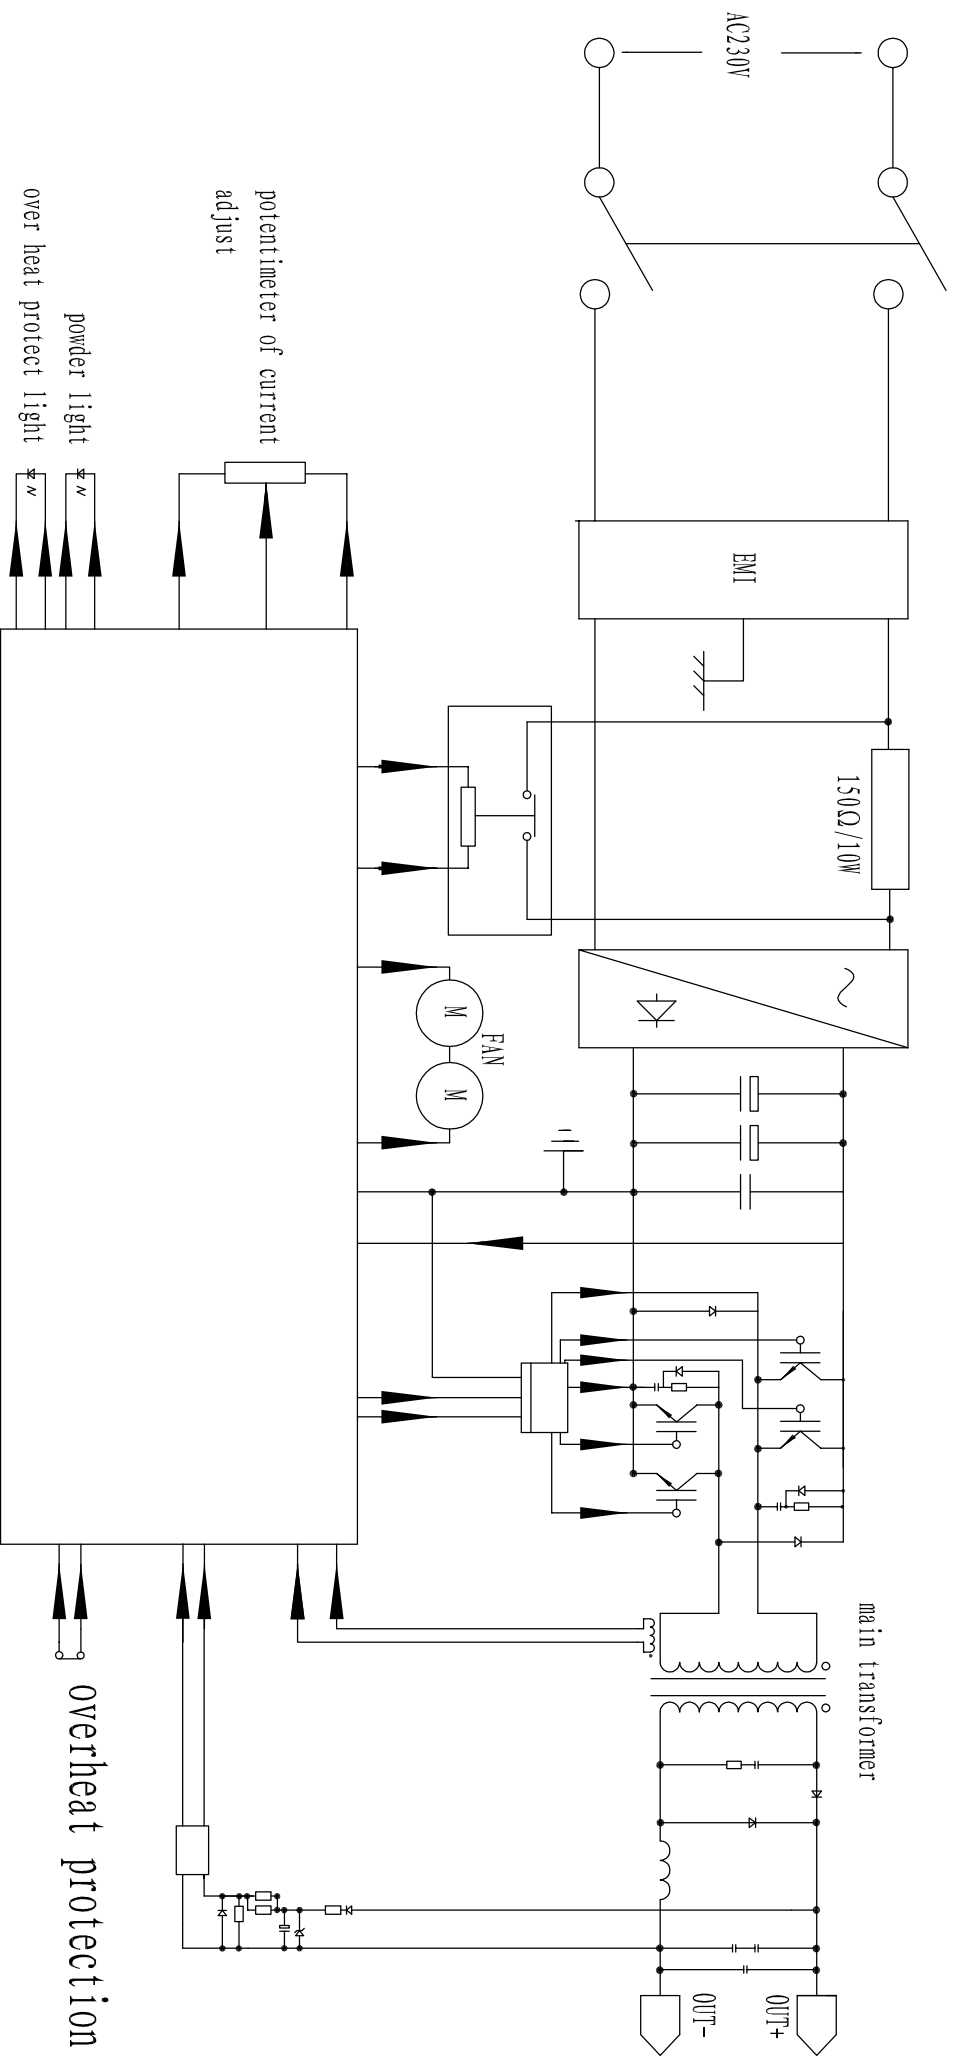 AC230V
EMI
150Ω/10W
main transformer
OUT+
OUT-
FAN
M
M
potentimeter of current
adjust
powder light
over heat protect light
overheat protection